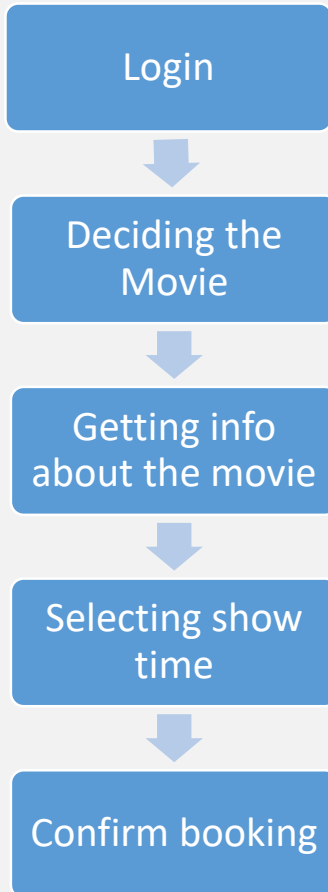 Login
Deciding the
Movie
Getting info
about the movie
Selecting show
time
Confirm booking